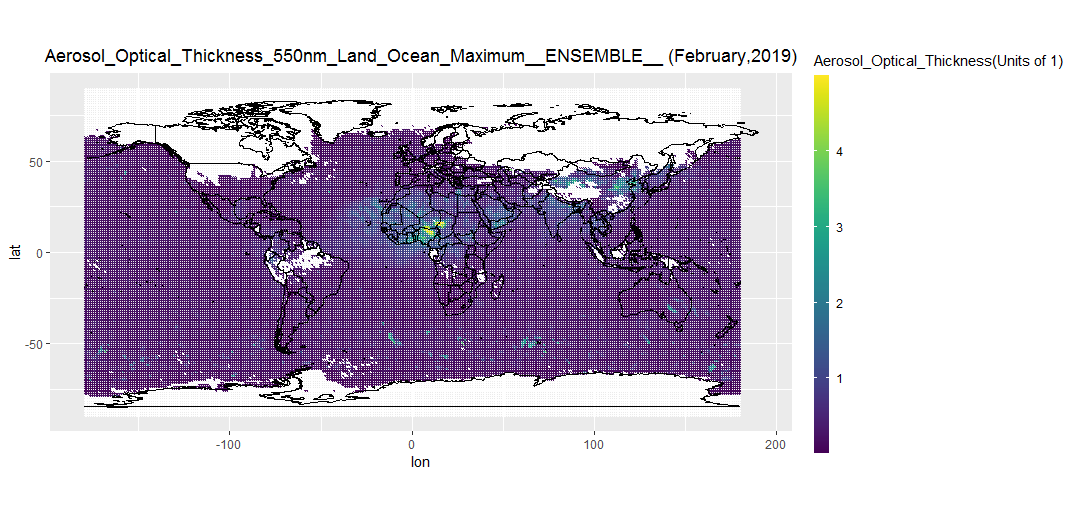 Aerosol_Optical_Thickness_550nm_Land_Ocean_Maximum__ENSEMBLE__ (February,2019)
Aerosol_Optical_Thickness(Units of 1)
4
3
2
1
50
0
-50
lat
-100
0
100
200
lon